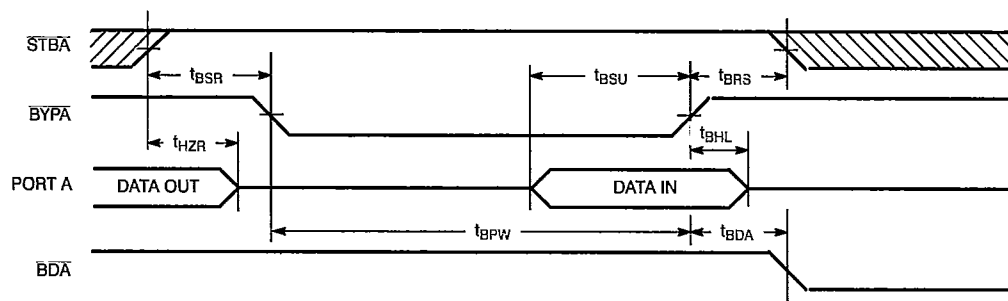 STBA
tBSR
tBSU
tBRS
BYPA
tHZR
tBHL
PORT A
DATA OUT
DATA IN
tBPW
tBDA
BDA